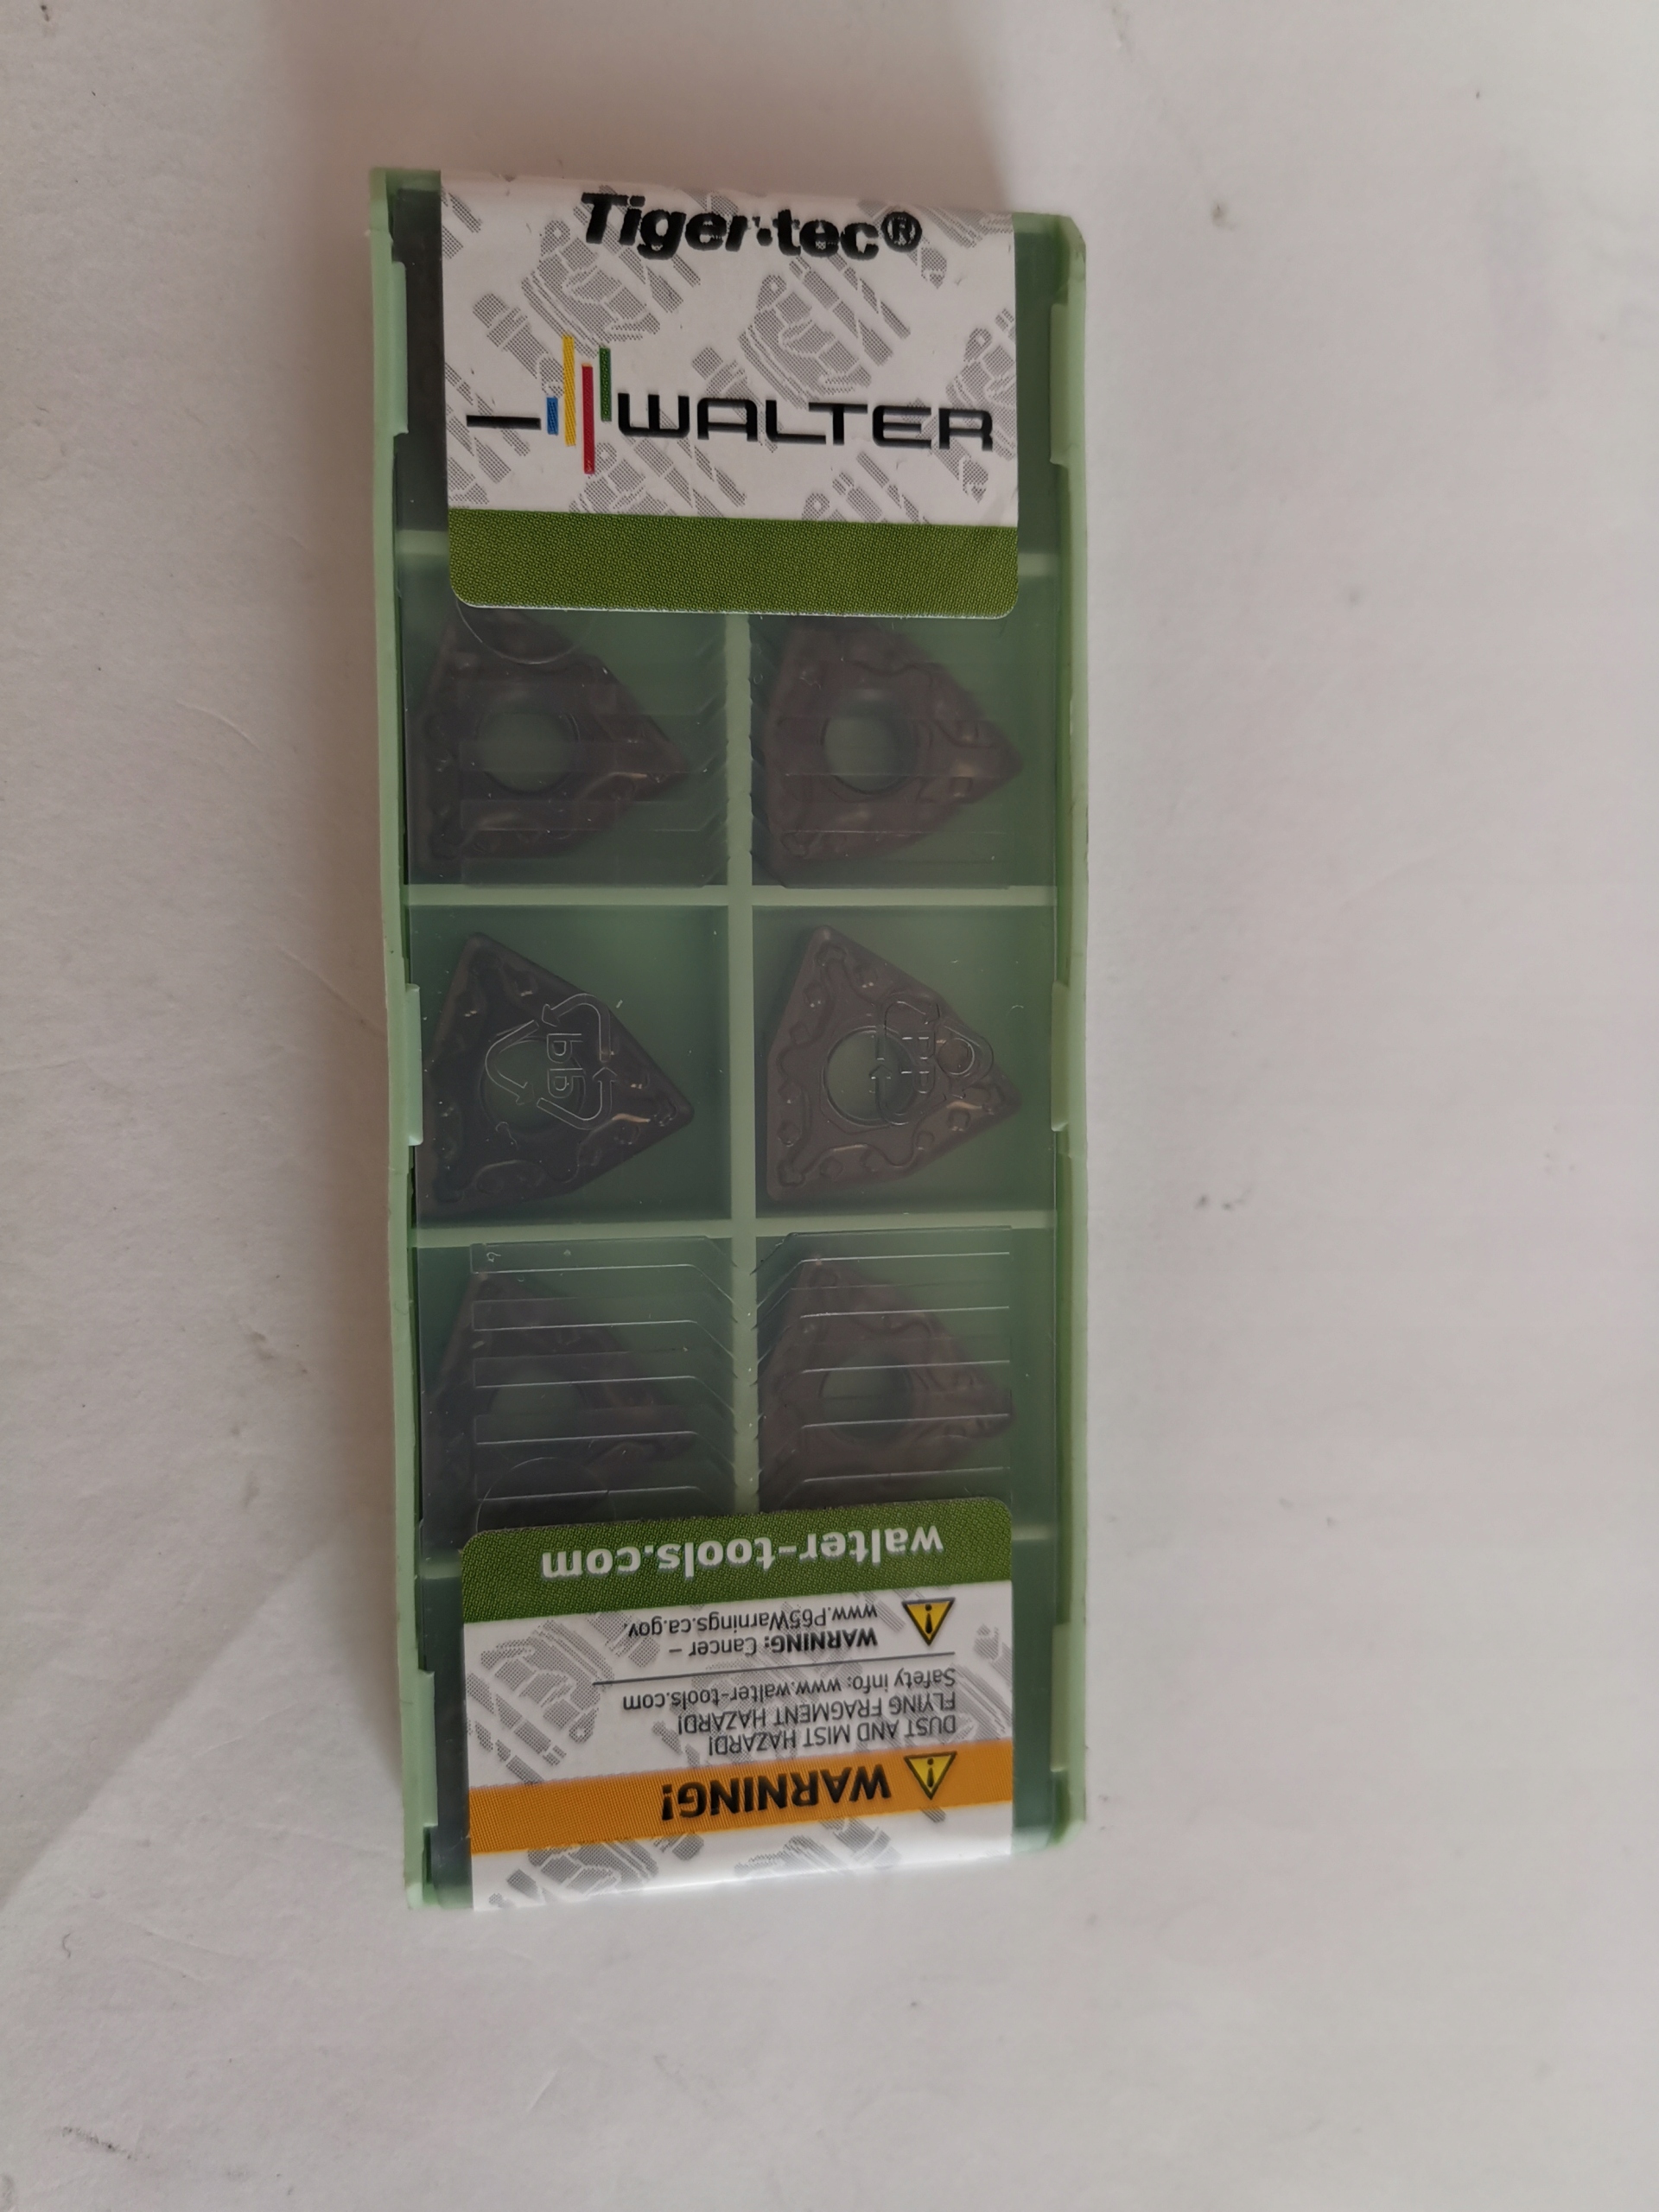 Tiger·tec®
WALTER
walter-tools.com
WARNING: Cancer –
www.P65Warnings.ca.gov.
WARNING!
DUST AND MIST HAZARD!
FLYING FRAGMENT HAZARD!
Safety info: www.walter-tools.com